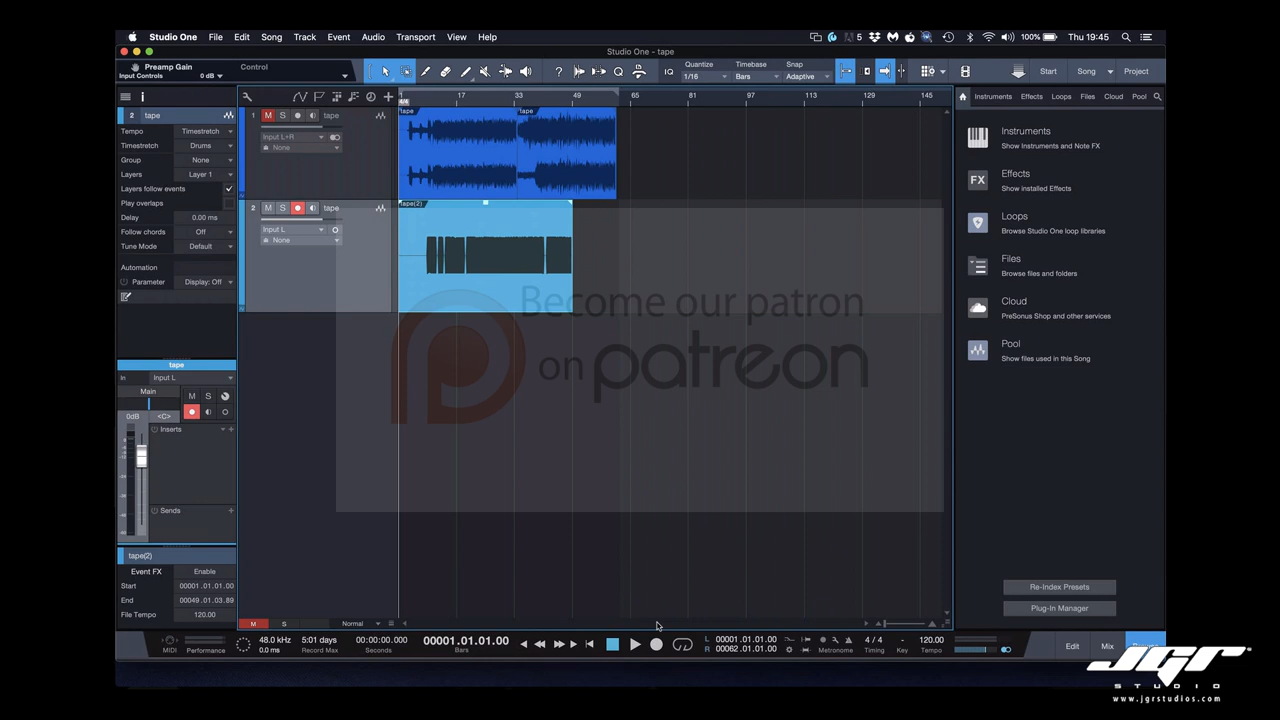 Studio One File Edit Song Track Event Audio Transport View Help
5 100% Thu 19:45
Studio One - tape
Preamp Gain Control
Input Controls 0 dB
IQ Quantize Timebase Snap
1/16 Bars Adaptive
Start Song Project
2 tape
Tempo Timestretch
Timestretch Drums
Group None
Layers Layer 1
Layers follow events
Play overlaps
Delay 0.00 ms
Follow chords Off
Tune Mode Default
Automation
Parameter Display: Off
tape
In Input L
Main
M S
0dB <C>
Inserts
Sends
tape(2)
Event FX Enable
Start 00001.01.01.00
End 00049.01.03.89
File Tempo 120.00
1 17 33 49 65 81 97 113 129 145
4/4
1 M S tape
Input L+R
None
tape tape
2 M S tape
Input L
None
tape(2)
Become our patron
on patreon
Instruments Effects Loops Files Cloud Pool
Instruments
Show Instruments and Note FX
FX
Effects
Show installed Effects
Loops
Browse Studio One loop libraries
Files
Browse files and folders
Cloud
PreSonus Shop and other services
Pool
Show files used in this Song
Re-Index Presets
Plug-In Manager
M S Normal
MIDI Performance
48.0 kHz
0.0 ms
5:01 days
Record Max
00:00:00.000
Seconds
00001.01.01.00
Bars
L 00001.01.01.00
R 00062.01.01.00
Metronome
4 / 4
Timing
-
Key
120.00
Tempo
Edit Mix
JGR
STUDIO
www.jgrstudios.com